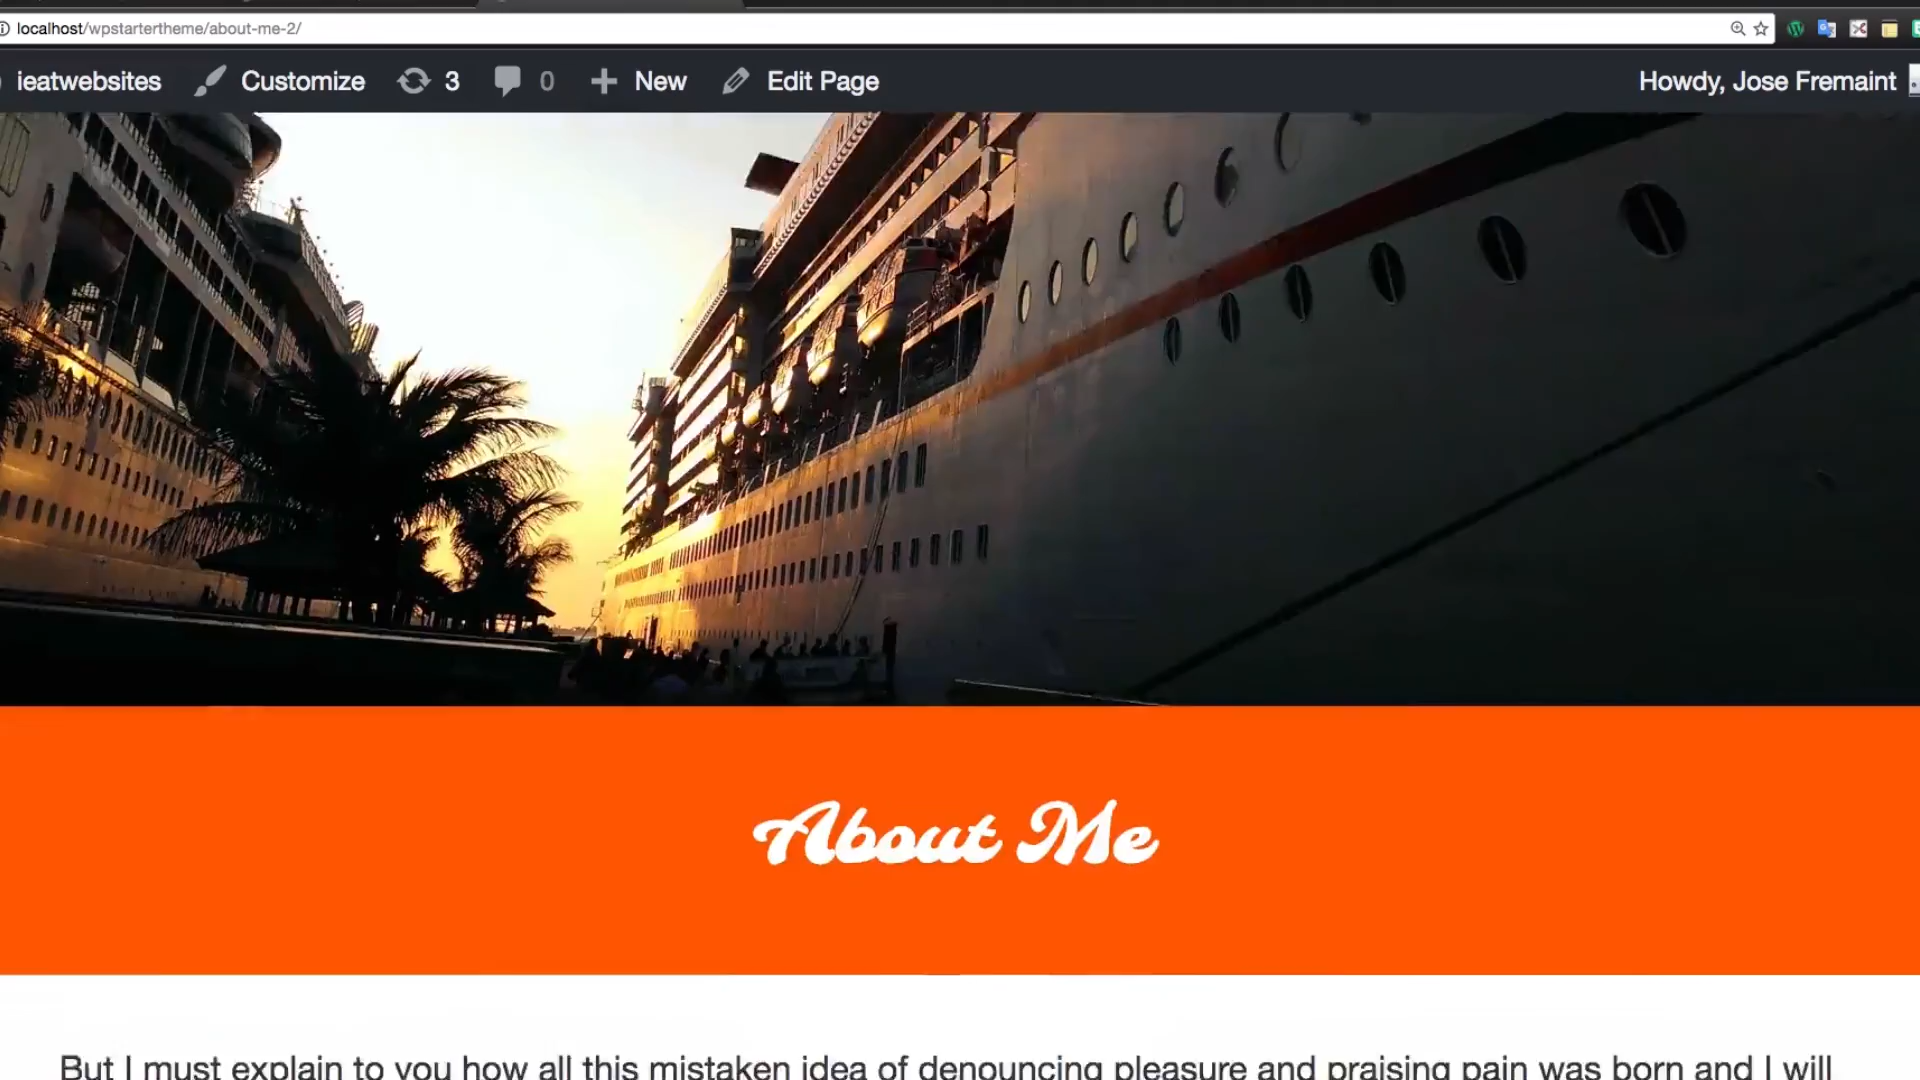 localhost/wpstartertheme/about-me-2/
ieatwebsites Customize 3 0 New Edit Page Howdy, Jose Fremaint
About Me
But I must explain to you how all this mistaken idea of denouncing pleasure and praising pain was born and I will